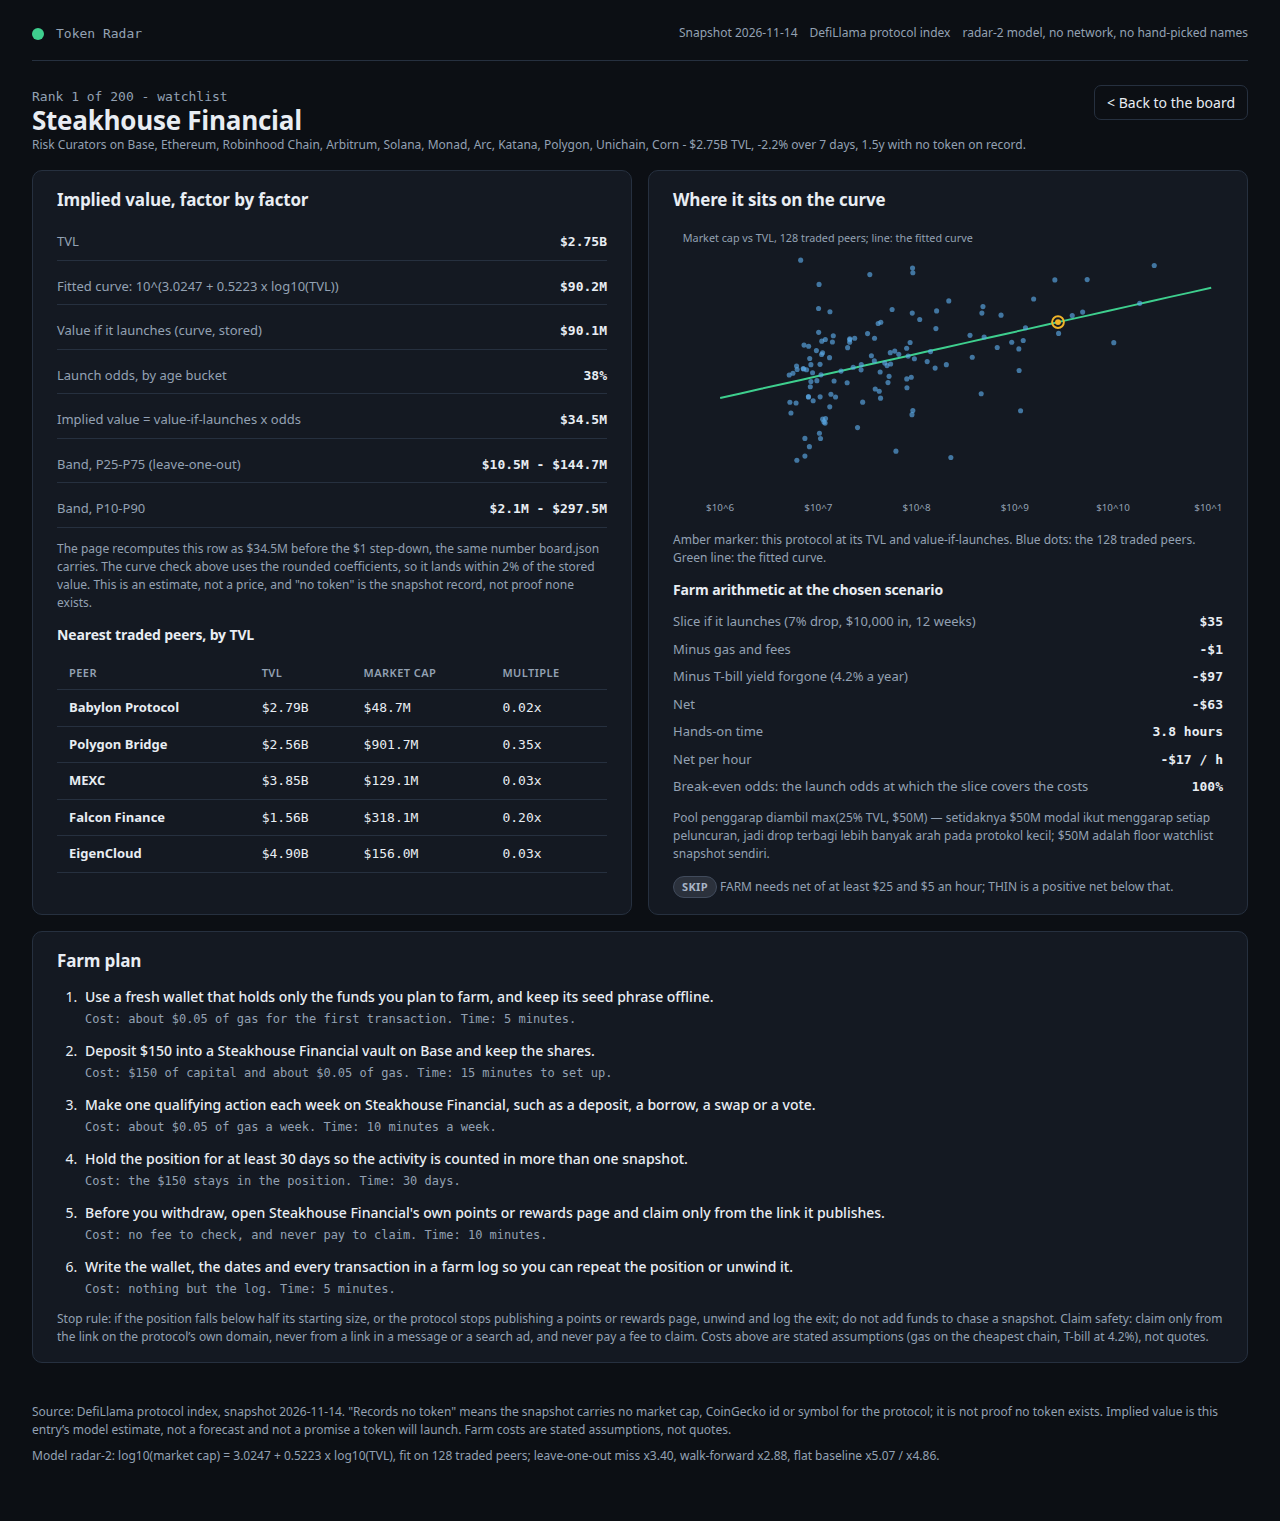 Token Radar
Snapshot 2026-11-14 DefiLlama protocol index radar-2 model, no network, no hand-picked names
Rank 1 of 200 - watchlist
Steakhouse Financial
< Back to the board
Risk Curators on Base, Ethereum, Robinhood Chain, Arbitrum, Solana, Monad, Arc, Katana, Polygon, Unichain, Corn - $2.75B TVL, -2.2% over 7 days, 1.5y with no token on record.
Implied value, factor by factor
TVL $2.75B
Fitted curve: 10^(3.0247 + 0.5223 x log10(TVL)) $90.2M
Value if it launches (curve, stored) $90.1M
Launch odds, by age bucket 38%
Implied value = value-if-launches x odds $34.5M
Band, P25-P75 (leave-one-out) $10.5M - $144.7M
Band, P10-P90 $2.1M - $297.5M
The page recomputes this row as $34.5M before the $1 step-down, the same number board.json
carries. The curve check above uses the rounded coefficients, so it lands within 2% of the stored
value. This is an estimate, not a price, and "no token" is the snapshot record, not proof none
exists.
Nearest traded peers, by TVL
PEER TVL MARKET CAP MULTIPLE
Babylon Protocol $2.79B $48.7M 0.02x
Polygon Bridge $2.56B $901.7M 0.35x
MEXC $3.85B $129.1M 0.03x
Falcon Finance $1.56B $318.1M 0.20x
EigenCloud $4.90B $156.0M 0.03x
Where it sits on the curve
Market cap vs TVL, 128 traded peers; line: the fitted curve
$10^6 $10^7 $10^8 $10^9 $10^10 $10^1
Amber marker: this protocol at its TVL and value-if-launches. Blue dots: the 128 traded peers.
Green line: the fitted curve.
Farm arithmetic at the chosen scenario
Slice if it launches (7% drop, $10,000 in, 12 weeks) $35
Minus gas and fees -$1
Minus T-bill yield forgone (4.2% a year) -$97
Net -$63
Hands-on time 3.8 hours
Net per hour -$17 / h
Break-even odds: the launch odds at which the slice covers the costs 100%
Pool penggarap diambil max(25% TVL, $50M) — setidaknya $50M modal ikut menggarap setiap
peluncuran, jadi drop terbagi lebih banyak arah pada protokol kecil; $50M adalah floor watchlist
snapshot sendiri.
SKIP FARM needs net of at least $25 and $5 an hour; THIN is a positive net below that.
Farm plan
1. Use a fresh wallet that holds only the funds you plan to farm, and keep its seed phrase offline.
Cost: about $0.05 of gas for the first transaction. Time: 5 minutes.
2. Deposit $150 into a Steakhouse Financial vault on Base and keep the shares.
Cost: $150 of capital and about $0.05 of gas. Time: 15 minutes to set up.
3. Make one qualifying action each week on Steakhouse Financial, such as a deposit, a borrow, a swap or a vote.
Cost: about $0.05 of gas a week. Time: 10 minutes a week.
4. Hold the position for at least 30 days so the activity is counted in more than one snapshot.
Cost: the $150 stays in the position. Time: 30 days.
5. Before you withdraw, open Steakhouse Financial's own points or rewards page and claim only from the link it publishes.
Cost: no fee to check, and never pay to claim. Time: 10 minutes.
6. Write the wallet, the dates and every transaction in a farm log so you can repeat the position or unwind it.
Cost: nothing but the log. Time: 5 minutes.
Stop rule: if the position falls below half its starting size, or the protocol stops publishing a points or rewards page, unwind and log the exit; do not add funds to chase a snapshot. Claim safety: claim only from
the link on the protocol's own domain, never from a link in a message or a search ad, and never pay a fee to claim. Costs above are stated assumptions (gas on the cheapest chain, T-bill at 4.2%), not quotes.
Source: DefiLlama protocol index, snapshot 2026-11-14. "Records no token" means the snapshot carries no market cap, CoinGecko id or symbol for the protocol; it is not proof no token exists. Implied value is this
entry's model estimate, not a forecast and not a promise a token will launch. Farm costs are stated assumptions, not quotes.
Model radar-2: log10(market cap) = 3.0247 + 0.5223 x log10(TVL), fit on 128 traded peers; leave-one-out miss x3.40, walk-forward x2.88, flat baseline x5.07 / x4.86.